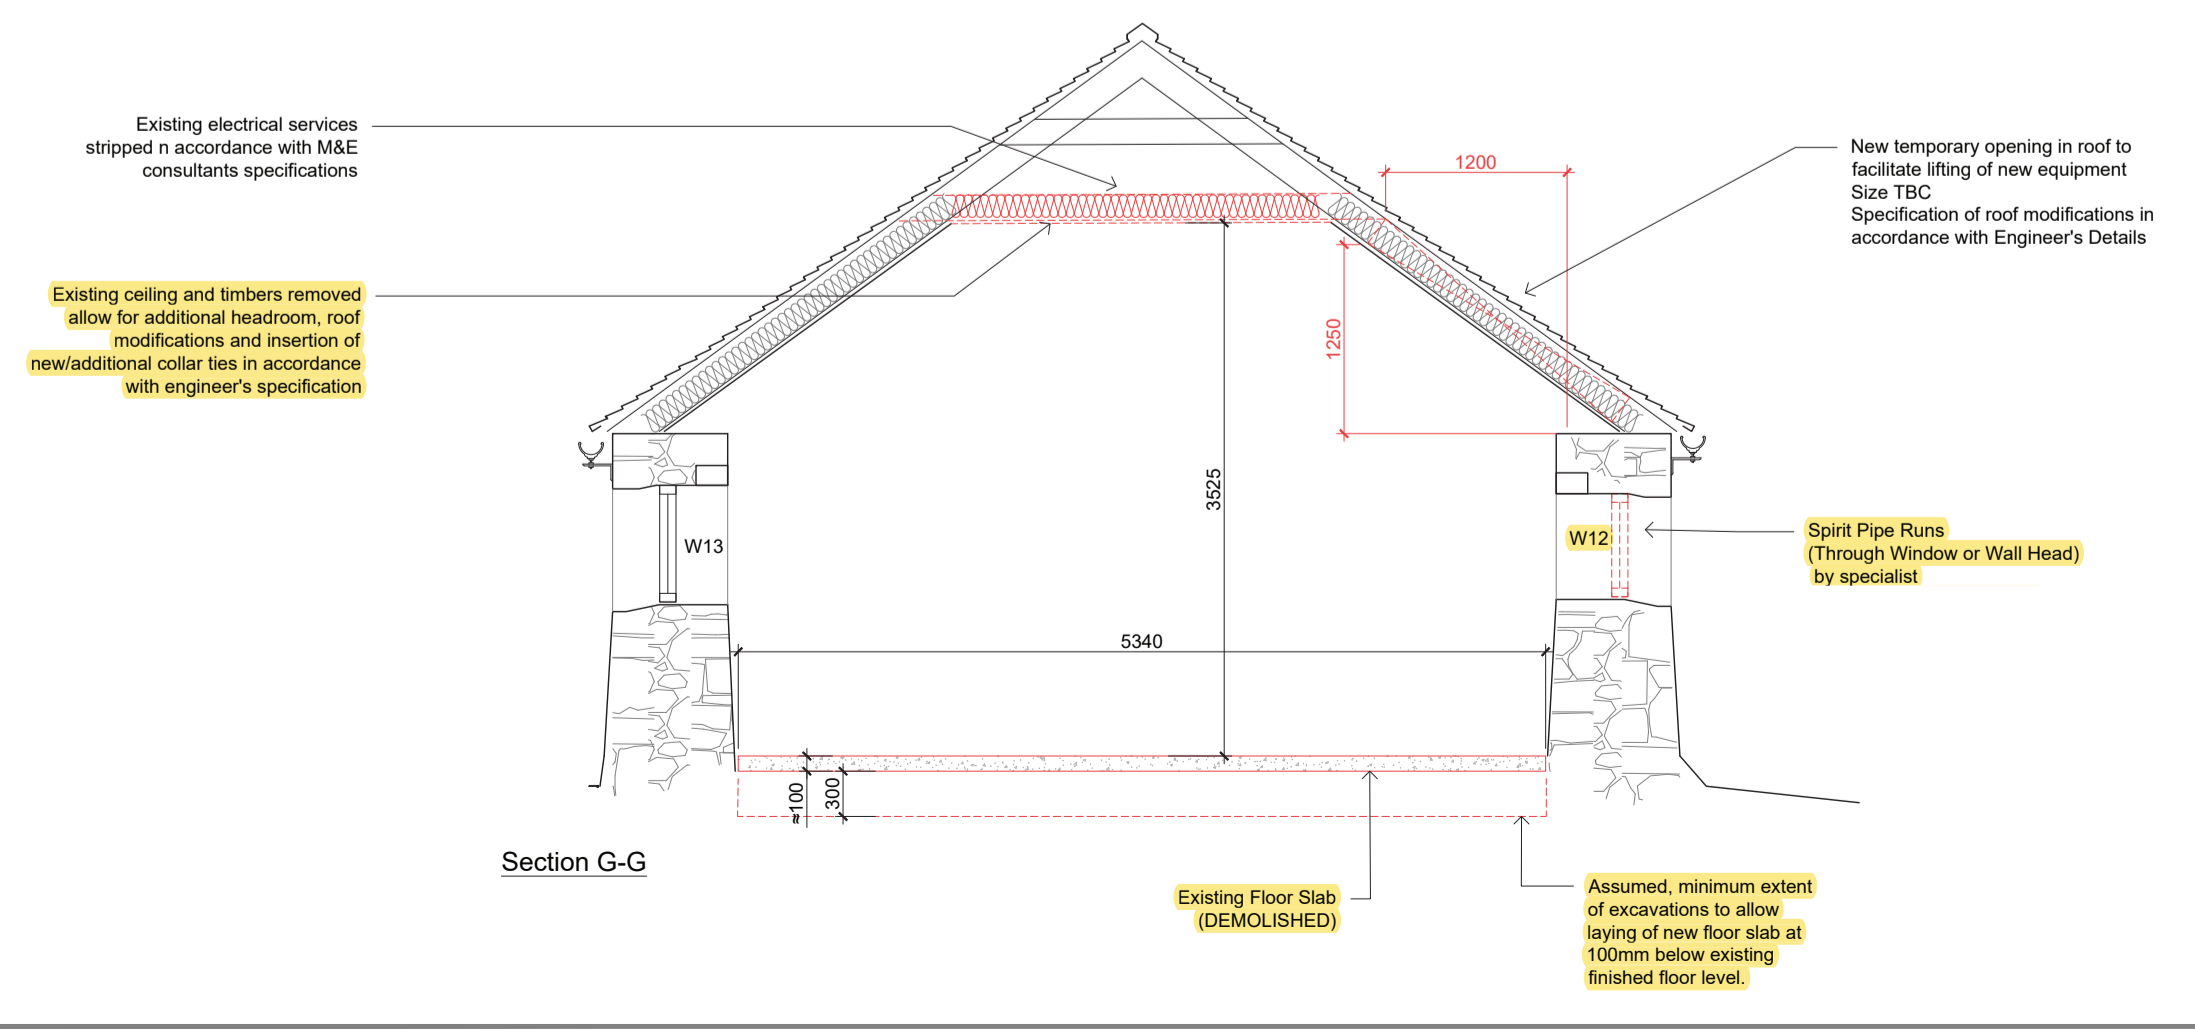 Existing electrical services
stripped n accordance with M&E
consultants specifications
New temporary opening in roof to
facilitate lifting of new equipment
Size TBC
Specification of roof modifications in
accordance with Engineer's Details
1200
Existing ceiling and timbers removed
allow for additional headroom, roof
modifications and insertion of
new/additional collar ties in accordance
with engineer's specification
1250
3525
W13
W12
Spirit Pipe Runs
(Through Window or Wall Head)
by specialist
5340
≈100
300
Section G-G
Existing Floor Slab
(DEMOLISHED)
Assumed, minimum extent
of excavations to allow
laying of new floor slab at
100mm below existing
finished floor level.